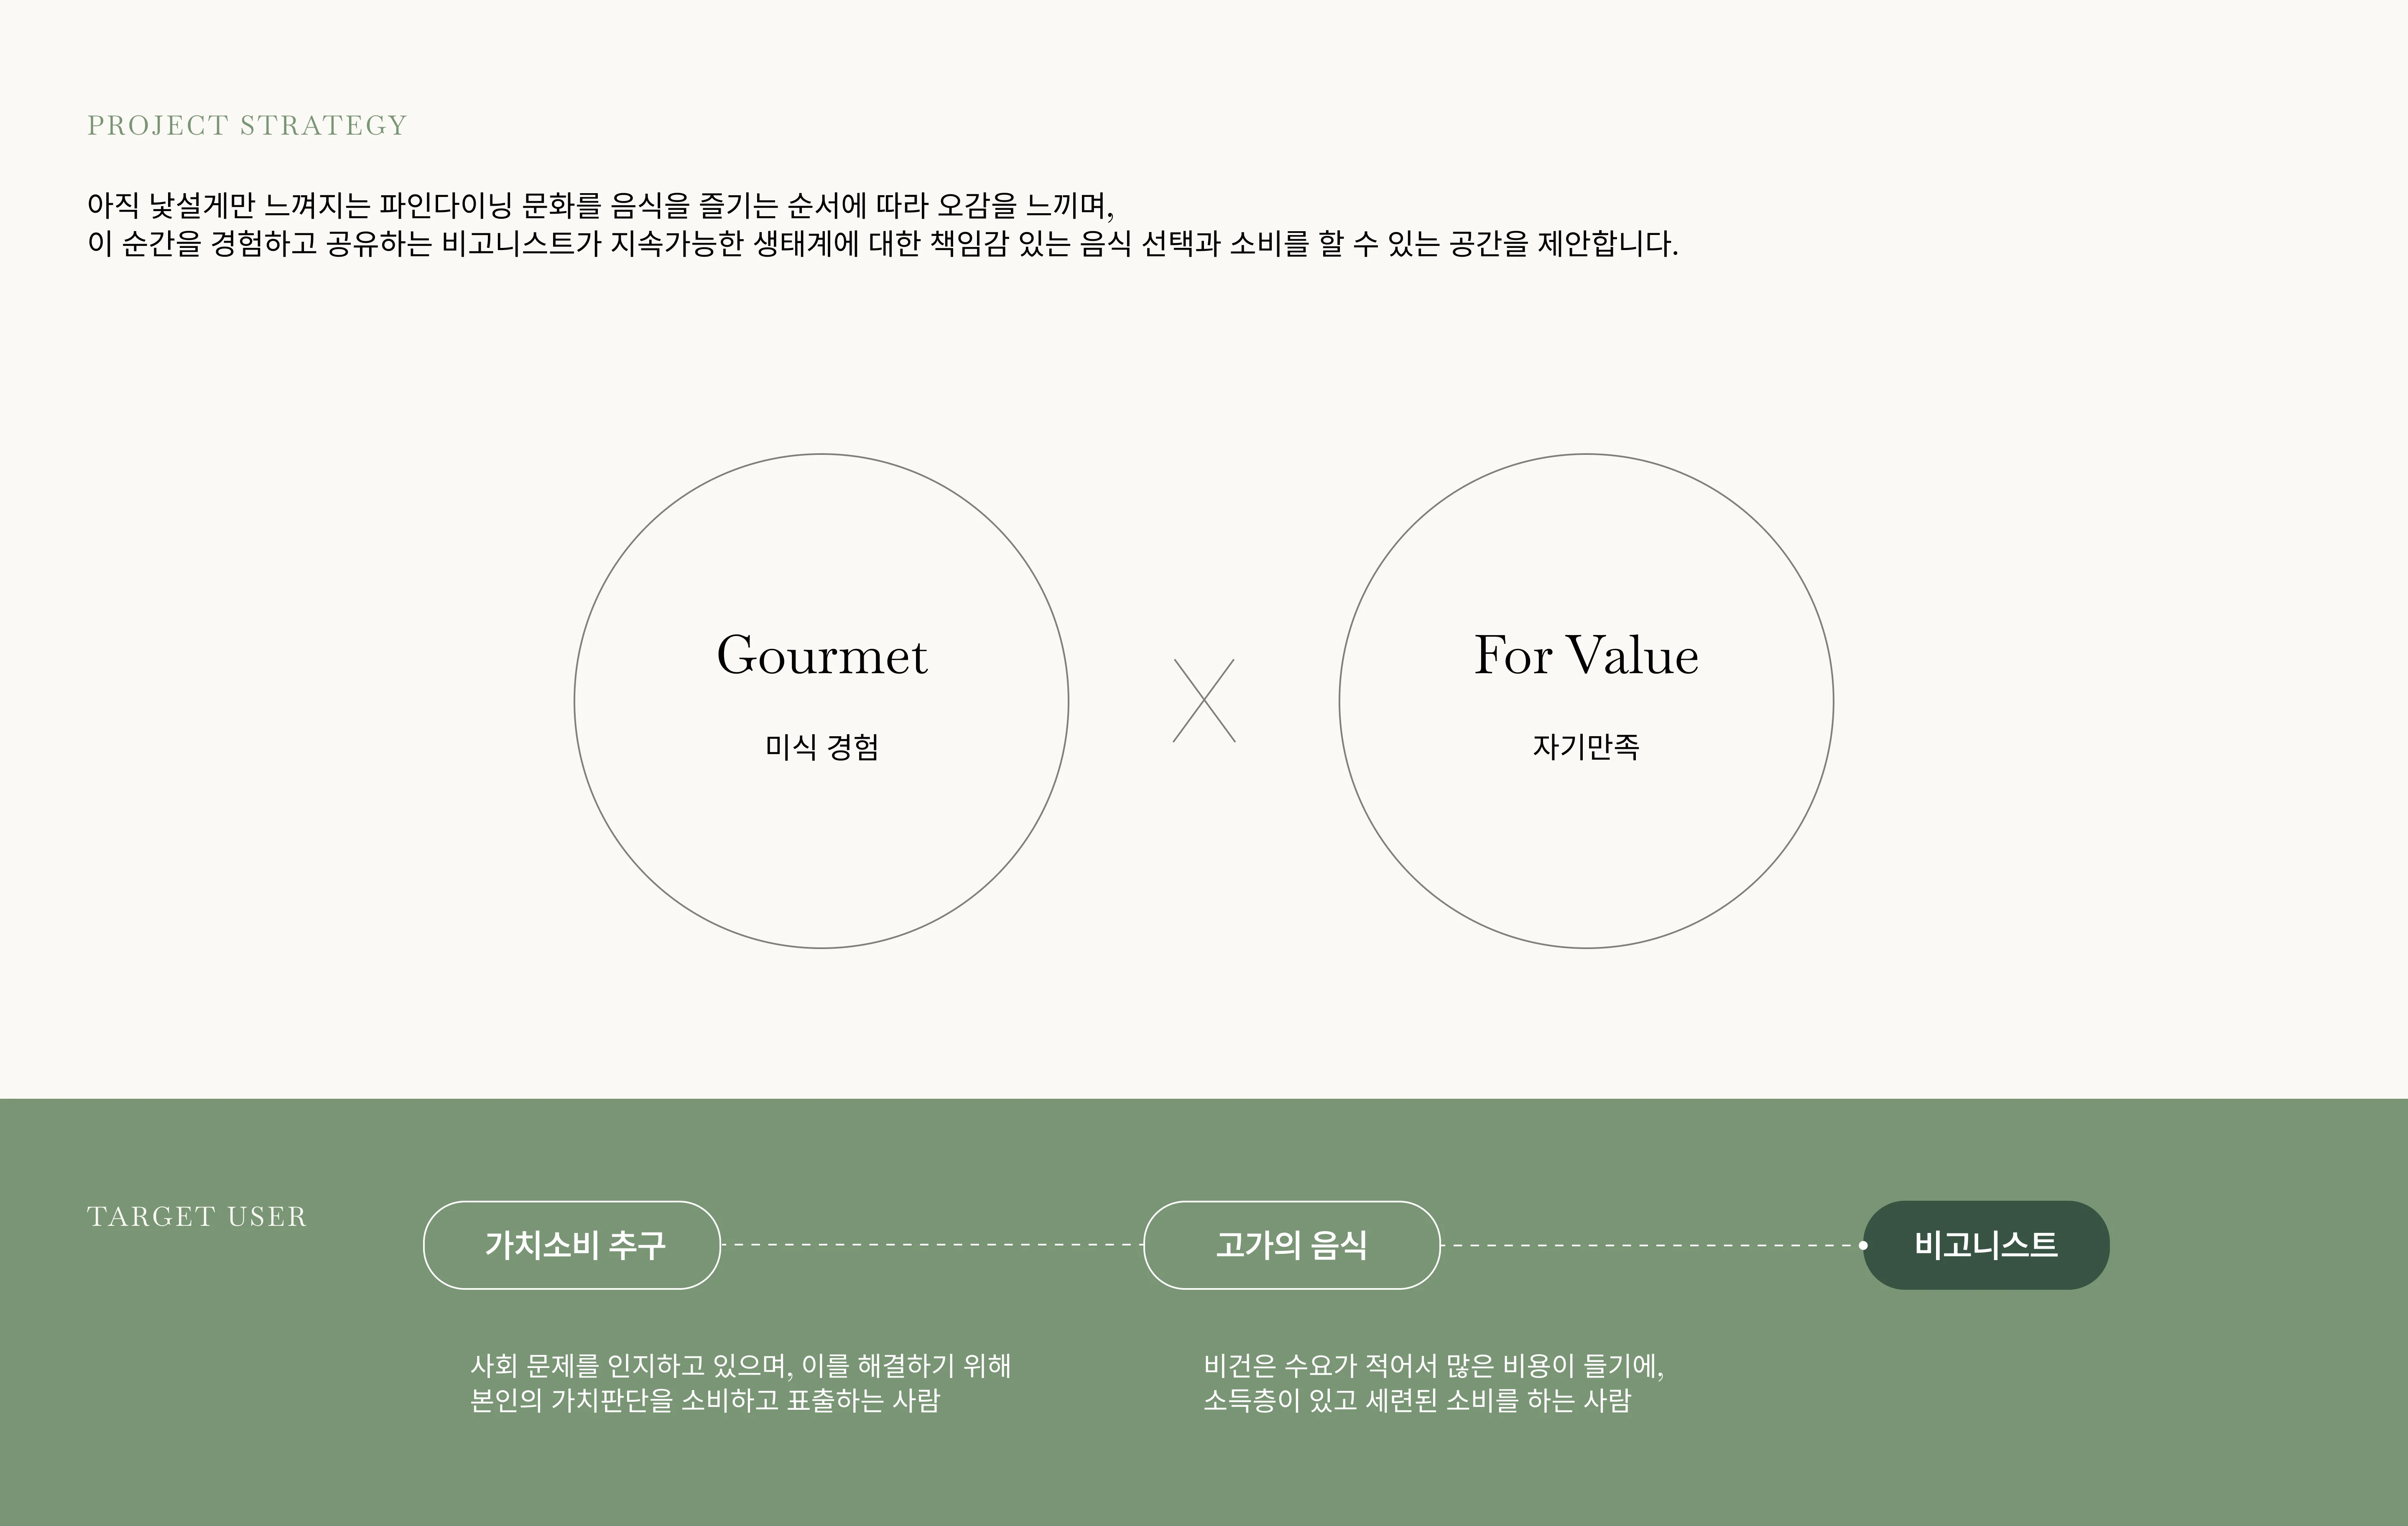 PROJECT STRATEGY
아직 낯설게만 느껴지는 파인다이닝 문화를 음식을 즐기는 순서에 따라 오감을 느끼며,
이 순간을 경험하고 공유하는 비고니스트가 지속가능한 생태계에 대한 책임감 있는 음식 선택과 소비를 할 수 있는 공간을 제안합니다.
Gourmet
미식 경험
For Value
자기만족
TARGET USER
가치소비 추구
고가의 음식
비고니스트
사회 문제를 인지하고 있으며, 이를 해결하기 위해
본인의 가치판단을 소비하고 표출하는 사람
비건은 수요가 적어서 많은 비용이 들기에,
소득층이 있고 세련된 소비를 하는 사람